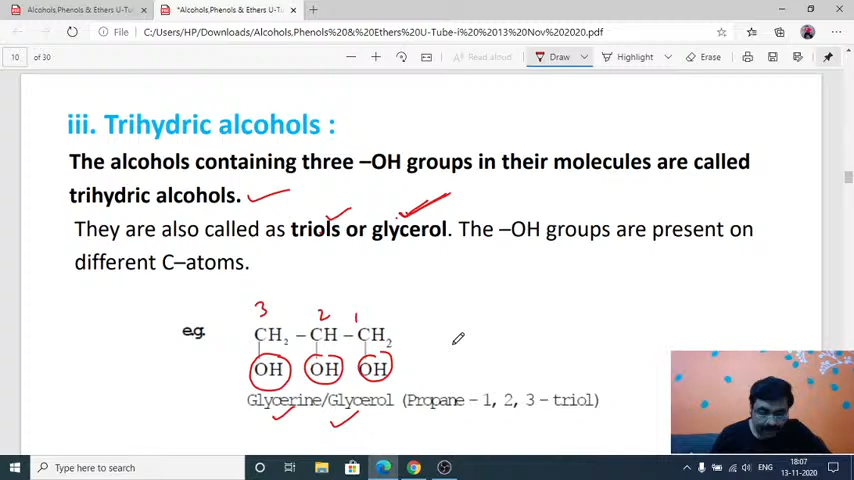 Alcohols,Phenols & Ethers U-Tu
*Alcohols,Phenols & Ethers U-T
File
C:/Users/HP/Downloads/Alcohols,Phenols%20&%20Ethers%20U-Tube-i%2013%20Nov%202020.pdf
10 of 30
Read aloud
Draw
Highlight
Erase
iii. Trihydric alcohols :
The alcohols containing three –OH groups in their molecules are called
trihydric alcohols.
They are also called as triols or glycerol. The –OH groups are present on
different C–atoms.
3 2 1
e.g. CH₂ – CH – CH₂
OH OH OH
Glycerine/Glycerol (Propane – 1, 2, 3 – triol)
Type here to search
ENG
18:07
13-11-2020